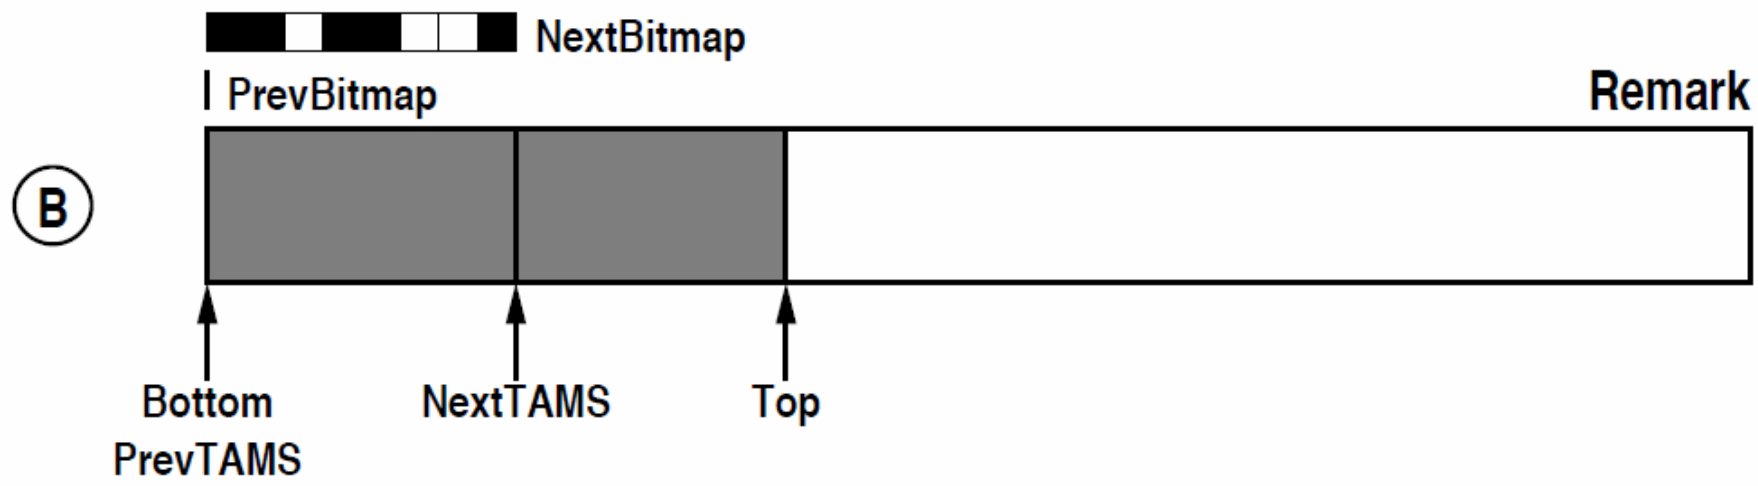 NextBitmap
PrevBitmap
Remark
B
Bottom NextTAMS Top
PrevTAMS